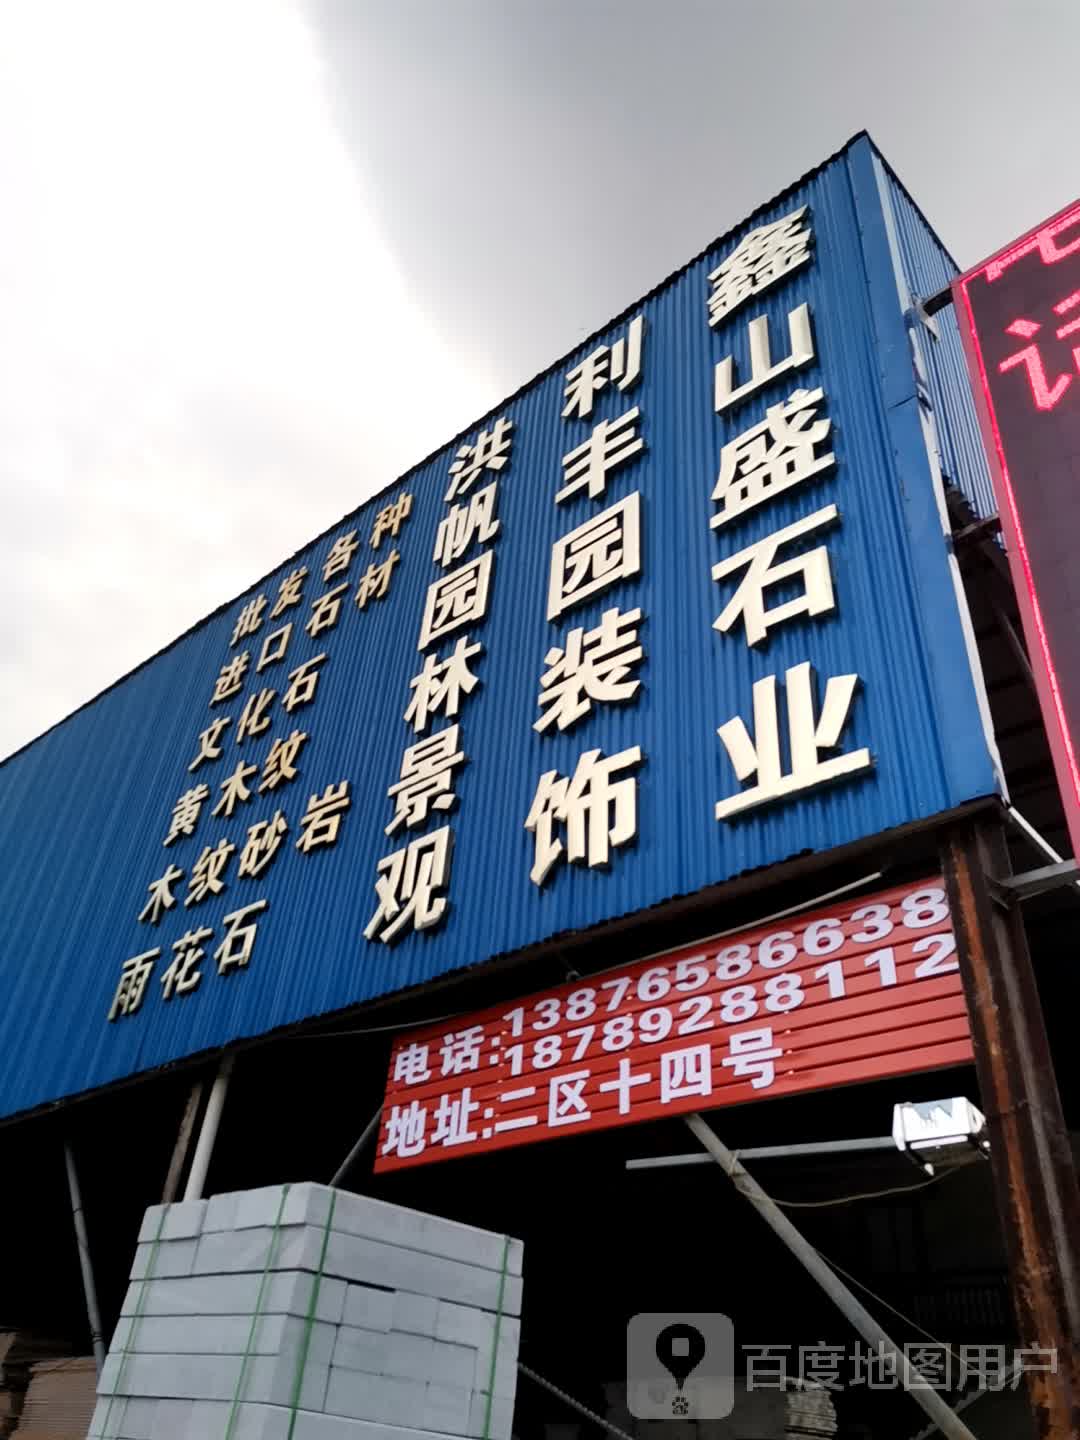 鑫山盛石业
利丰园装饰
洪帆园林景观
批发各种
进口石材
文化石
黄木纹
木纹砂岩
雨花石
电话:13876586638
18789288112
地址:二区十四号
话
百度地图用户